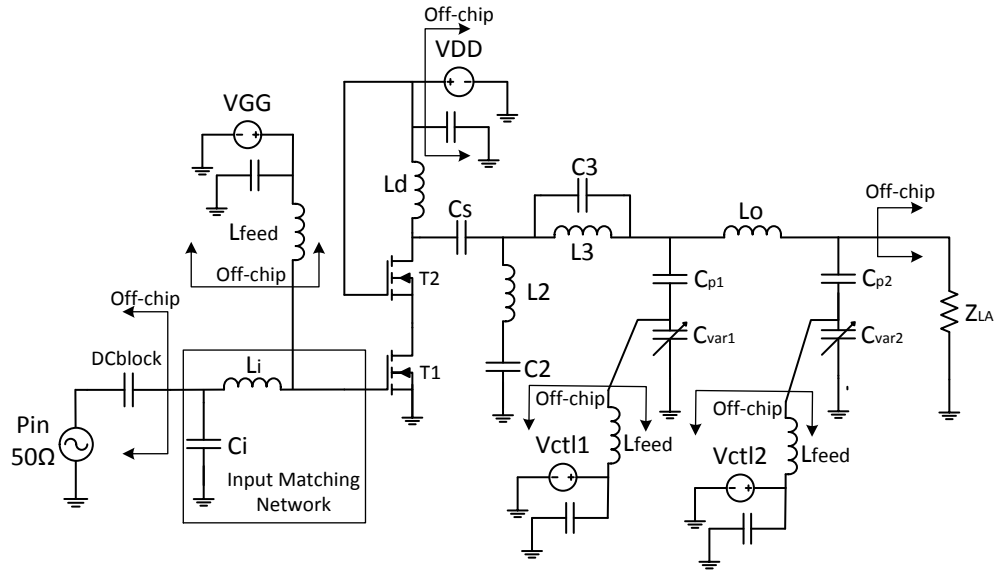 Off-chip
VDD
VGG
Lfeed
Off-chip
Ld
Cs
C3
L3
Lo
Off-chip
T2
L2
Cp1
Cp2
Off-chip
DCblock
Li
T1
C2
Cvar1
Cvar2
ZLA
Pin
50Ω
Ci
Input Matching
Network
Off-chip
Lfeed
Vctl1
Off-chip
Lfeed
Vctl2